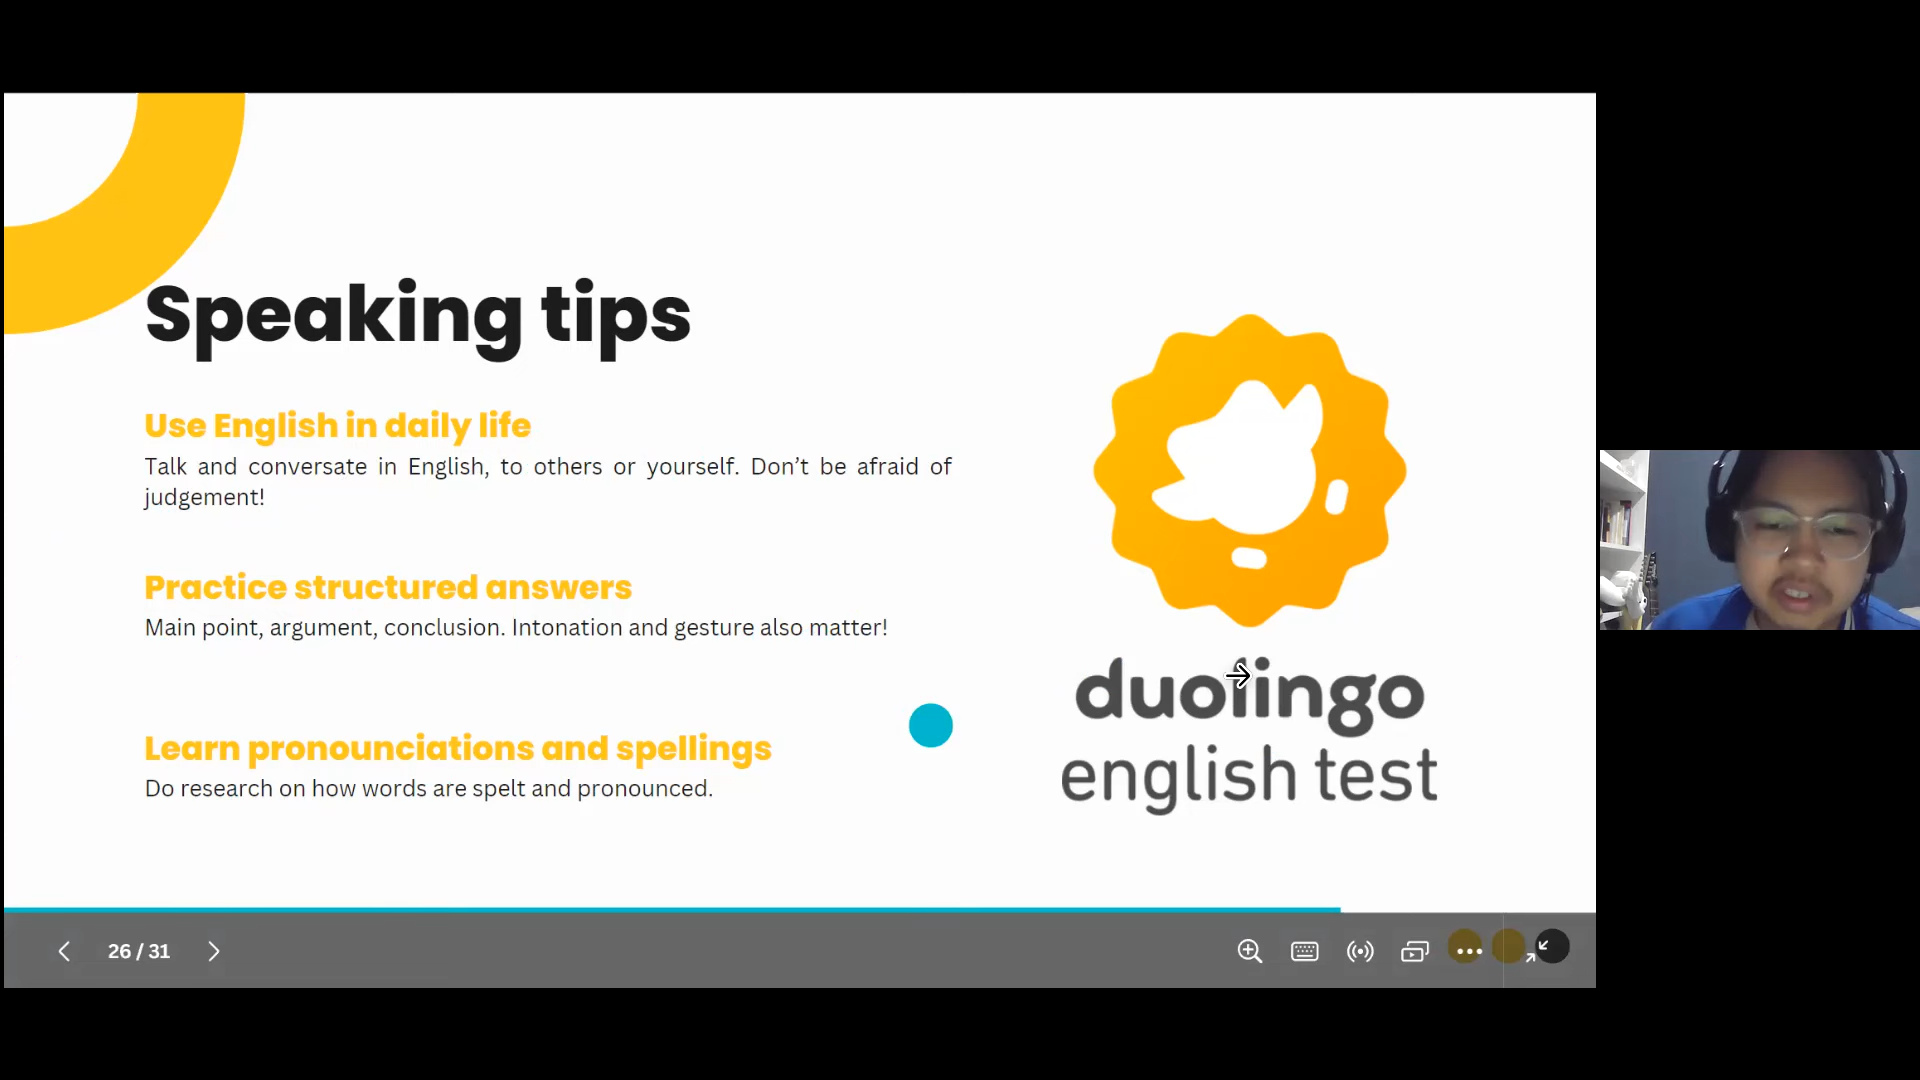 Speaking tips
Use English in daily life
Talk and conversate in English, to others or yourself. Don’t be afraid of
judgement!
Practice structured answers
Main point, argument, conclusion. Intonation and gesture also matter!
Learn pronounciations and spellings
Do research on how words are spelt and pronounced.
duolingo
english test
26 / 31